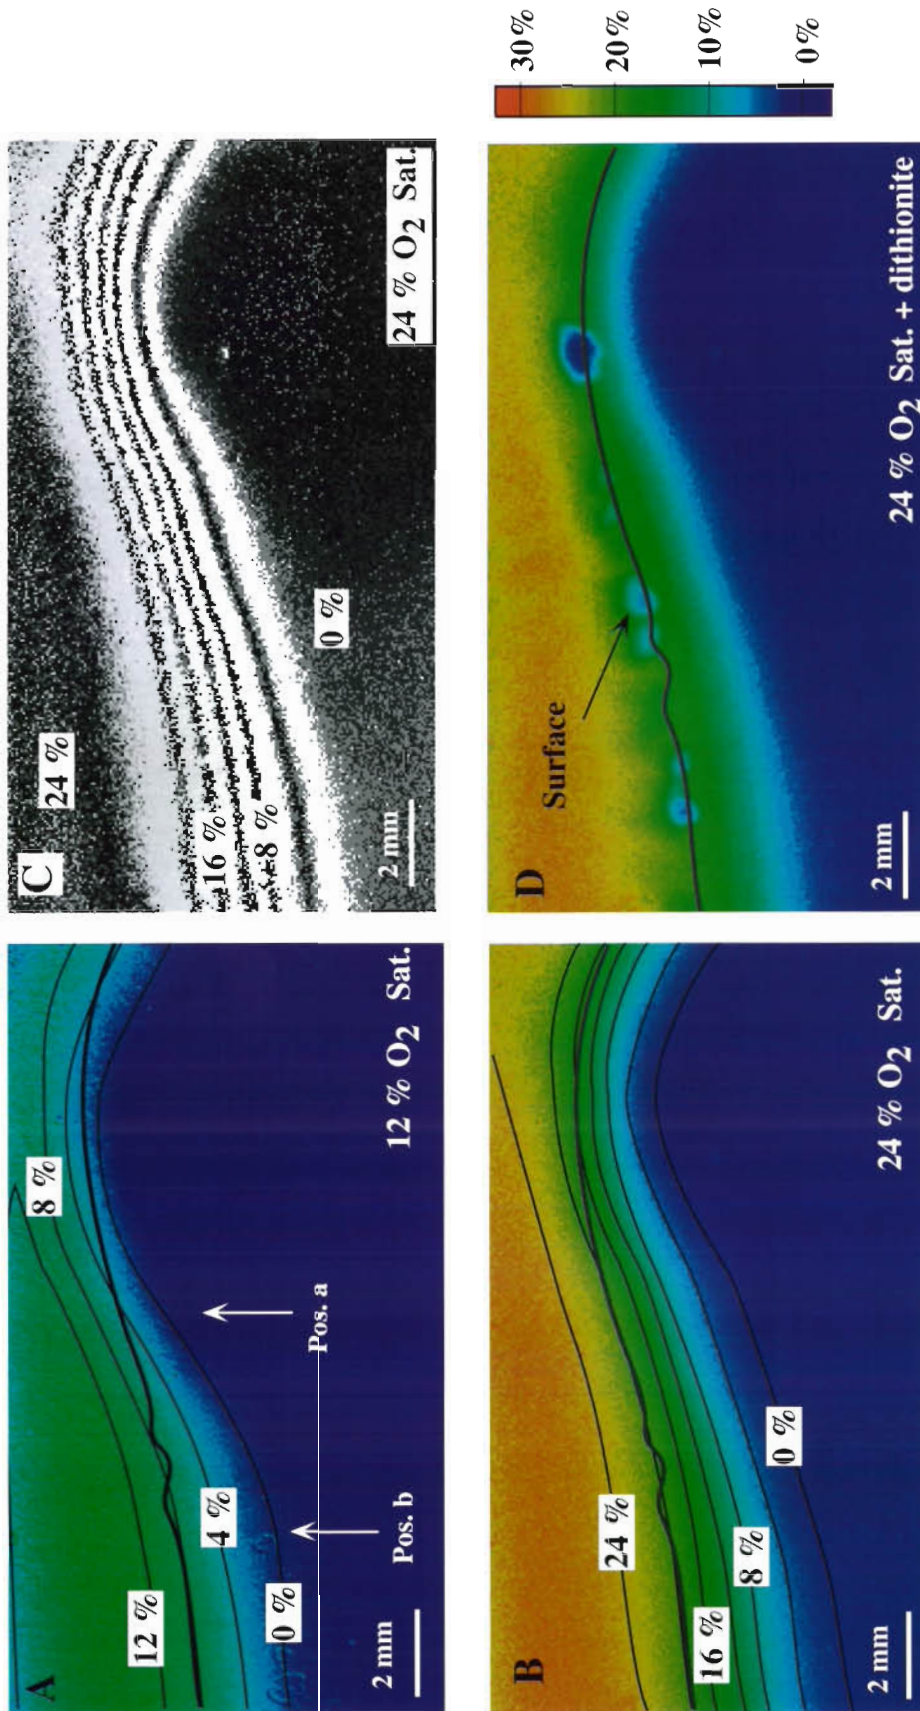 A
12 %
8 %
4 %
0 %
Pos. a
Pos. b
2 mm
12 % O2 Sat.
C
24 %
16 %
8 %
0 %
2 mm
24 % O2 Sat.
B
24 %
16 %
8 %
0 %
2 mm
24 % O2 Sat.
D
Surface
2 mm
24 % O2 Sat. + dithionite
30%
20%
10%
0%